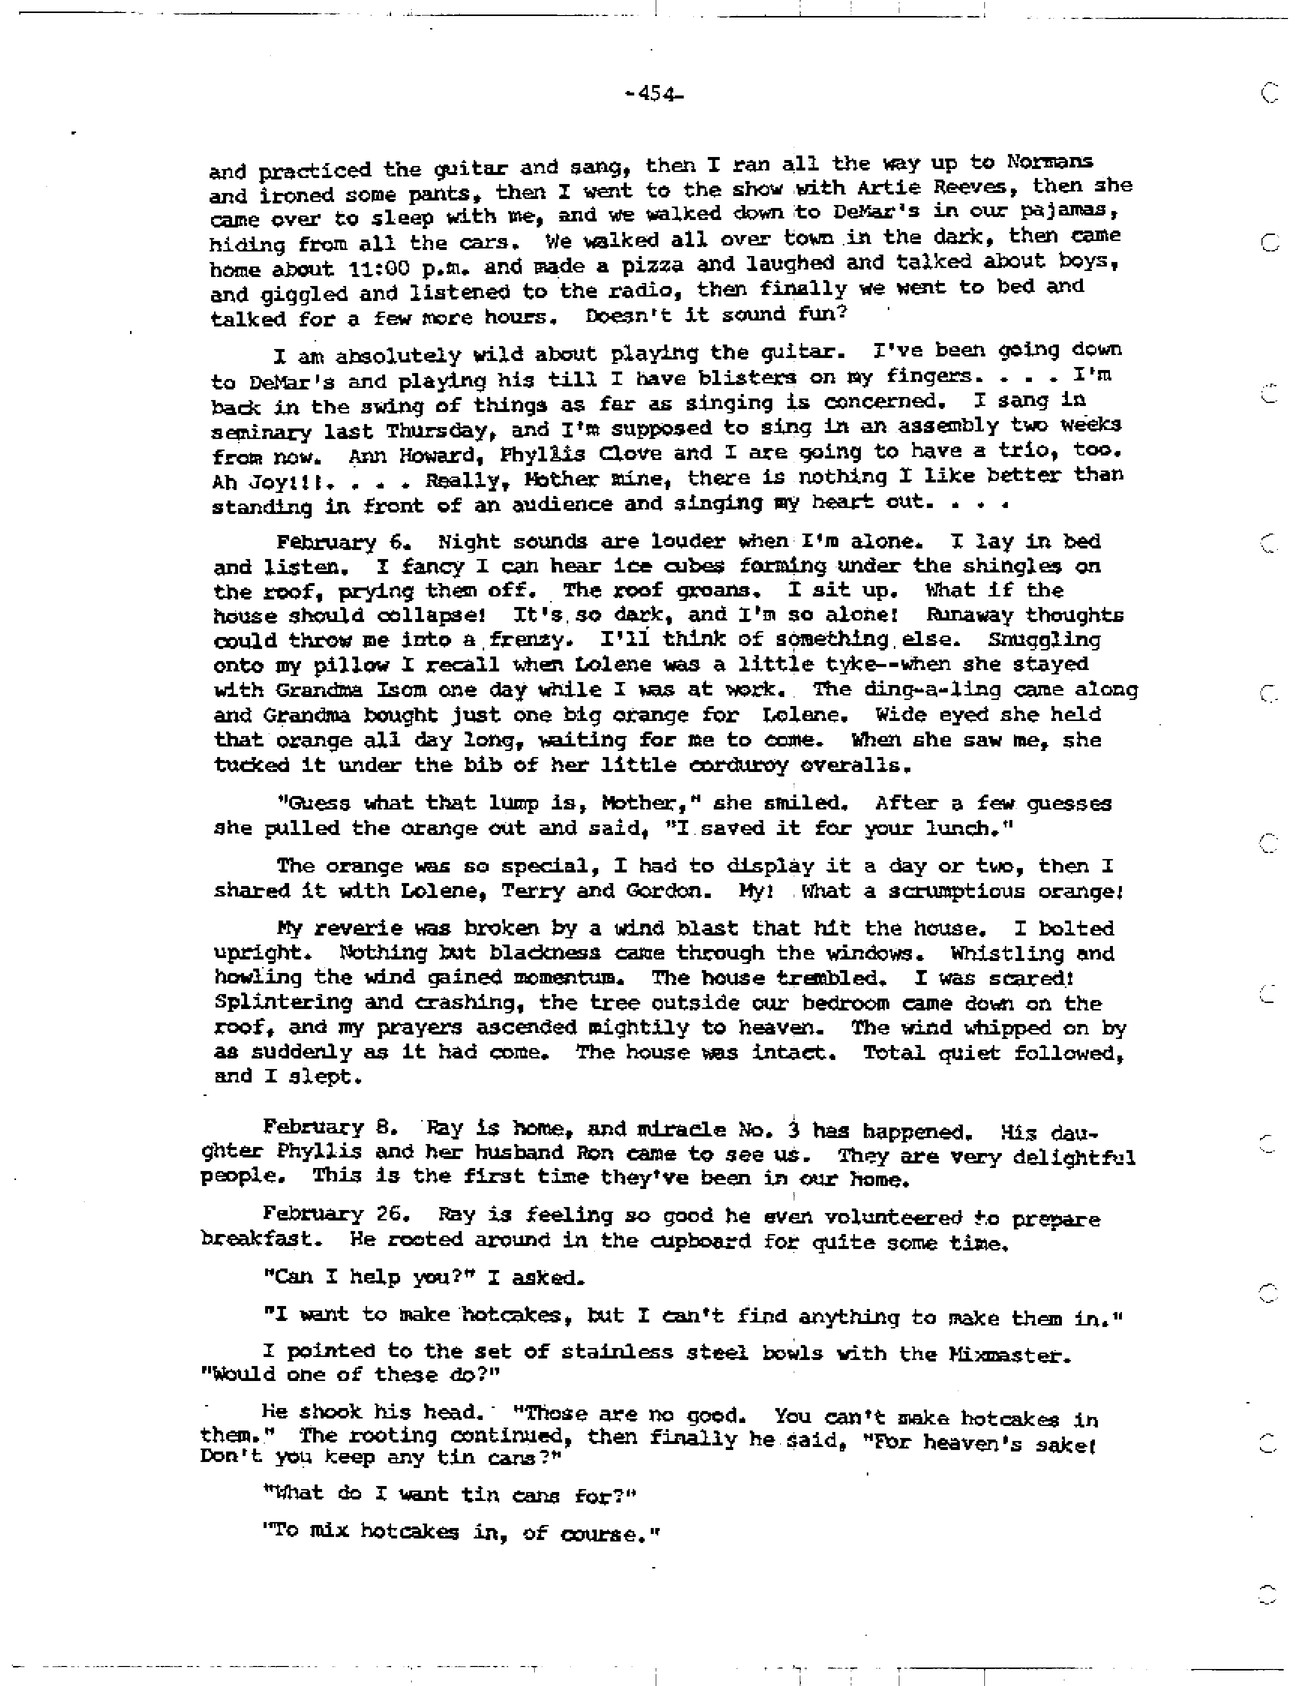 -454-
and practiced the guitar and sang, then I ran all the way up to Normans
and ironed some pants, then I went to the show with Artie Reeves, then she
came over to sleep with me, and we walked down to DeMar's in our pajamas,
hiding from all the cars. We walked all over town in the dark, then came
home about 11:00 p.m. and made a pizza and laughed and talked about boys,
and giggled and listened to the radio, then finally we went to bed and
talked for a few more hours. Doesn't it sound fun?
I am absolutely wild about playing the guitar. I've been going down
to DeMar's and playing his till I have blisters on my fingers. . . . I'm
back in the swing of things as far as singing is concerned. I sang in
seminary last Thursday, and I'm supposed to sing in an assembly two weeks
from now. Ann Howard, Phyllis Clove and I are going to have a trio, too.
Ah Joy!!!. . . . Really, Mother mine, there is nothing I like better than
standing in front of an audience and singing my heart out. . . .
February 6. Night sounds are louder when I'm alone. I lay in bed
and listen. I fancy I can hear ice cubes forming under the shingles on
the roof, prying them off. The roof groans. I sit up. What if the
house should collapse! It's so dark, and I'm so alone! Runaway thoughts
could throw me into a frenzy. I'll think of something else. Snuggling
onto my pillow I recall when Lolene was a little tyke--when she stayed
with Grandma Isom one day while I was at work. The ding-a-ling came along
and Grandma bought just one big orange for Lolene. Wide eyed she held
that orange all day long, waiting for me to come. When she saw me, she
tucked it under the bib of her little corduroy overalls.
"Guess what that lump is, Mother," she smiled. After a few guesses
she pulled the orange out and said, "I saved it for your lunch."
The orange was so special, I had to display it a day or two, then I
shared it with Lolene, Terry and Gordon. My! What a scrumptious orange!
My reverie was broken by a wind blast that hit the house. I bolted
upright. Nothing but blackness came through the windows. Whistling and
howling the wind gained momentum. The house trembled. I was scared!
Splintering and crashing, the tree outside our bedroom came down on the
roof, and my prayers ascended mightily to heaven. The wind whipped on by
as suddenly as it had come. The house was intact. Total quiet followed,
and I slept.
February 8. Ray is home, and miracle No. 3 has happened. His dau-
ghter Phyllis and her husband Ron came to see us. They are very delightful
people. This is the first time they've been in our home.
February 26. Ray is feeling so good he even volunteered to prepare
breakfast. He rooted around in the cupboard for quite some time.
"Can I help you?" I asked.
"I want to make hotcakes, but I can't find anything to make them in."
I pointed to the set of stainless steel bowls with the Mixmaster.
"Would one of these do?"
He shook his head. "Those are no good. You can't make hotcakes in
them." The rooting continued, then finally he said, "For heaven's sake!
Don't you keep any tin cans?"
"What do I want tin cans for?"
"To mix hotcakes in, of course."